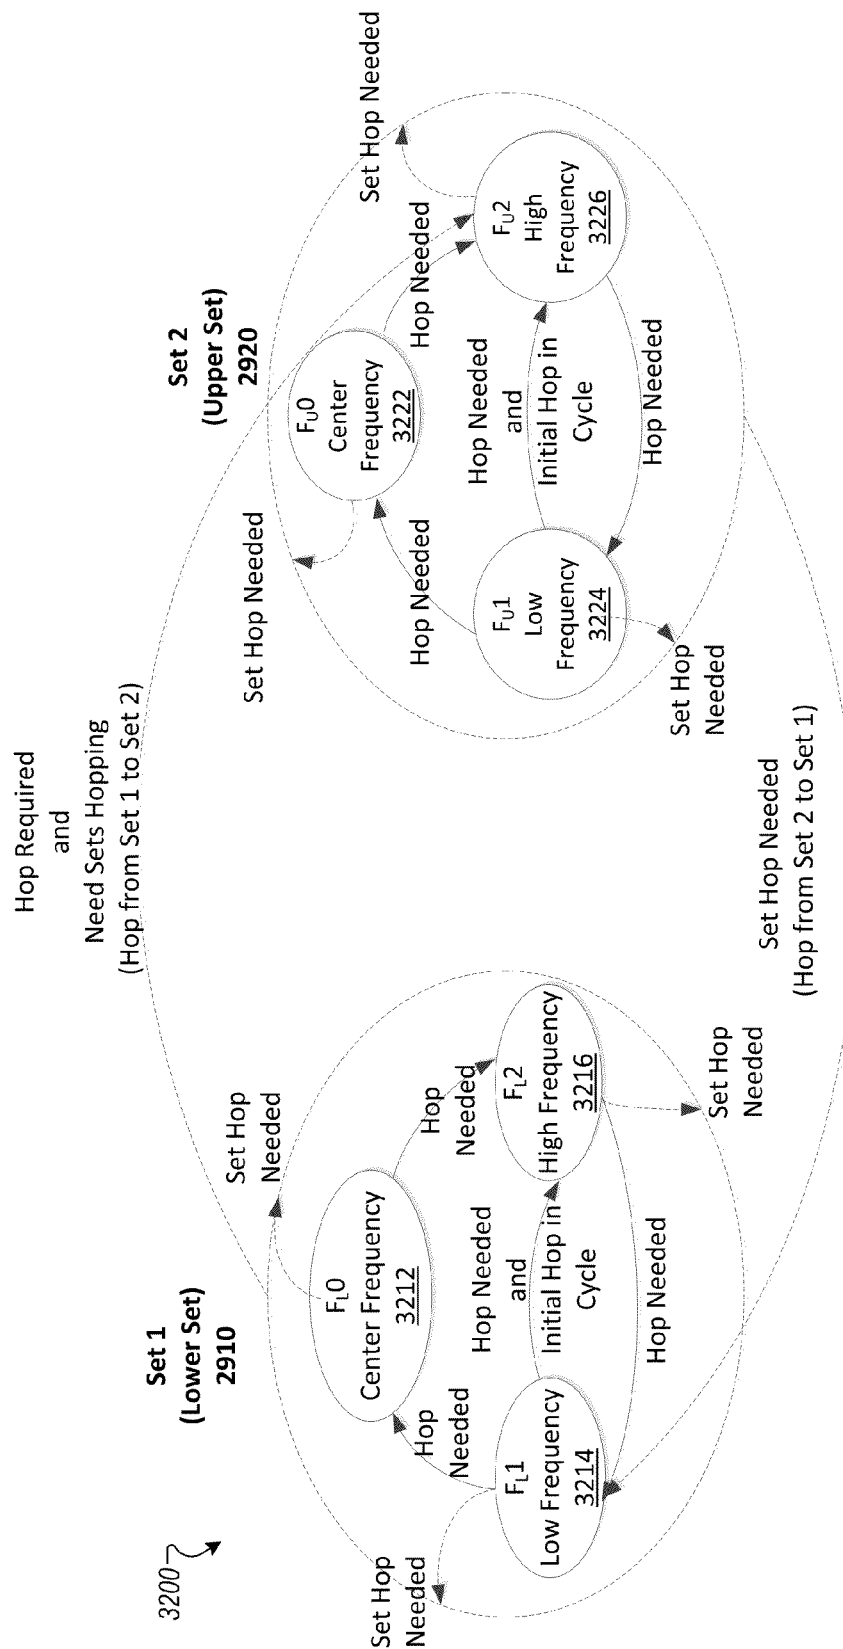 3200
Set 1
(Lower Set)
2910
Set Hop
Needed
F_L0
Center Frequency
3212
Hop
Needed
Hop
Needed
Set Hop
Needed
F_L1
Low Frequency
3214
Hop Needed
and
Initial Hop in
Cycle
F_L2
High Frequency
3216
Hop Needed
Set Hop
Needed
Hop Required
and
Need Sets Hopping
(Hop from Set 1 to Set 2)
Set Hop Needed
(Hop from Set 2 to Set 1)
Set 2
(Upper Set)
2920
Set Hop Needed
F_U0
Center
Frequency
3222
Hop Needed
Hop Needed
Set Hop Needed
F_U1
Low
Frequency
3224
Hop Needed
and
Initial Hop in
Cycle
F_U2
High
Frequency
3226
Hop Needed
Set Hop
Needed